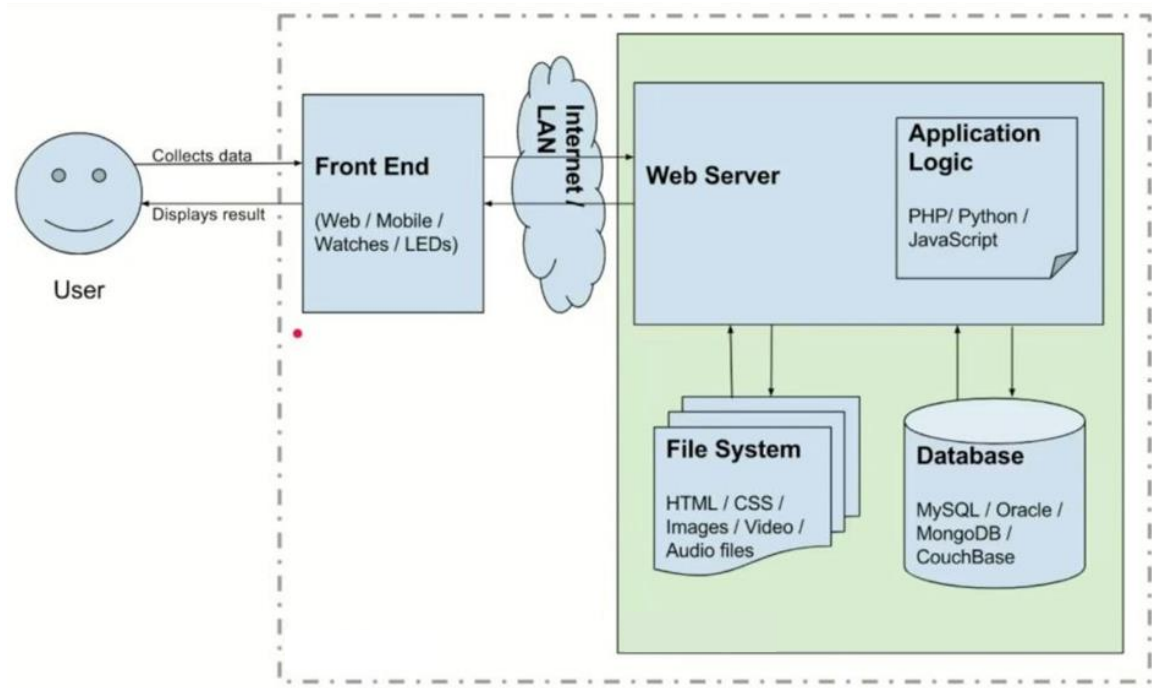 Collects data
Displays result
User
Front End
(Web / Mobile /
Watches / LEDs)
Internet /
LAN
Web Server
Application
Logic
PHP/ Python /
JavaScript
File System
HTML / CSS /
Images / Video /
Audio files
Database
MySQL / Oracle /
MongoDB /
CouchBase